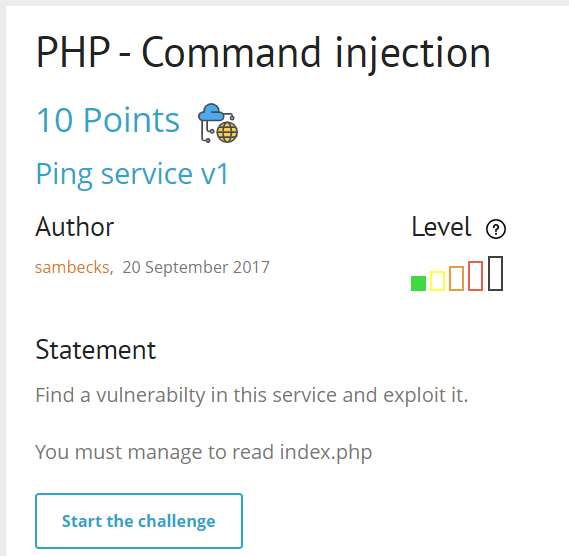 PHP - Command injection
10 Points
Ping service v1
Author
Level ?
sambecks, 20 September 2017
Statement
Find a vulnerabilty in this service and exploit it.
You must manage to read index.php
Start the challenge